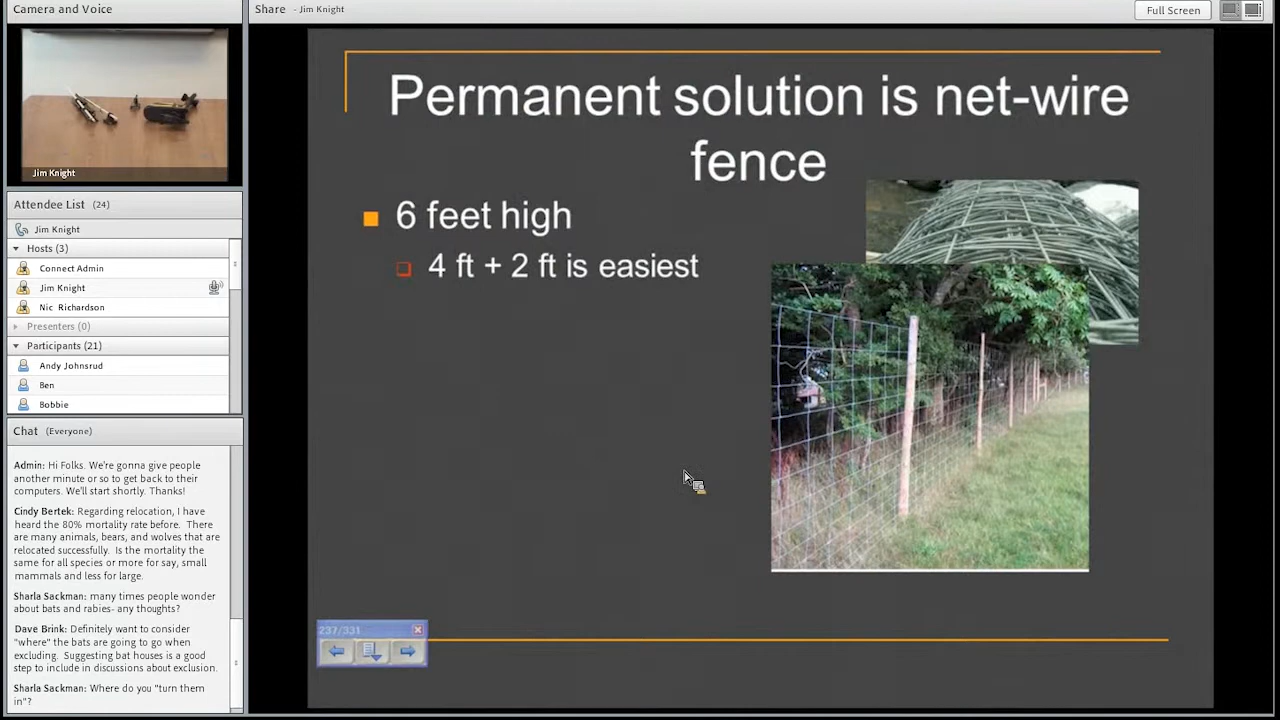 Camera and Voice
Jim Knight
Attendee List (24)
Jim Knight
Hosts (3)
Connect Admin
Jim Knight
Nic Richardson
Presenters (0)
Participants (21)
Andy Johnsrud
Ben
Bobbie
Chat (Everyone)
Admin: Hi Folks. We're gonna give people
another minute or so to get back to their
computers. We'll start shortly. Thanks!
Cindy Bertek: Regarding relocation, I have
heard the 80% mortality rate before. There
are many animals, bears, and wolves that are
relocated successfully. Is the mortality the
same for all species or more for say, small
mammals and less for large.
Sharla Sackman: many times people wonder
about bats and rabies- any thoughts?
Dave Brink: Definitely want to consider
"where" the bats are going to go when
excluding. Suggesting bat houses is a good
step to include in discussions about exclusion.
Sharla Sackman: Where do you "turn them
in"?
Share - Jim Knight
Full Screen
Permanent solution is net-wire
fence
6 feet high
4 ft + 2 ft is easiest
237/331